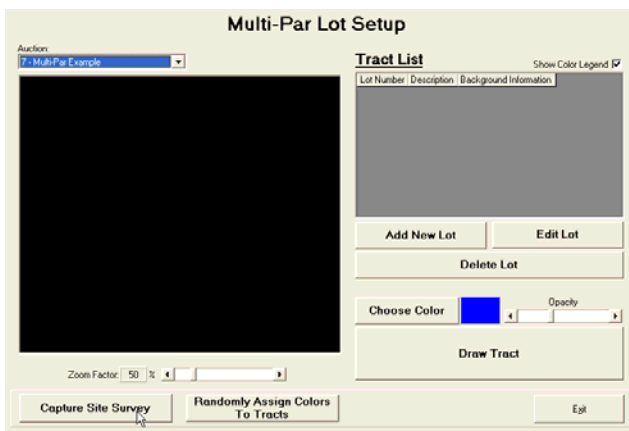 Multi-Par Lot Setup
Auction:
7 - Multi-Par Example
Tract List
Show Color Legend
Lot Number Description Background Information
Add New Lot
Edit Lot
Delete Lot
Choose Color
Opacity
Draw Tract
Zoom Factor: 50 %
Capture Site Survey
Randomly Assign Colors
To Tracts
Exit